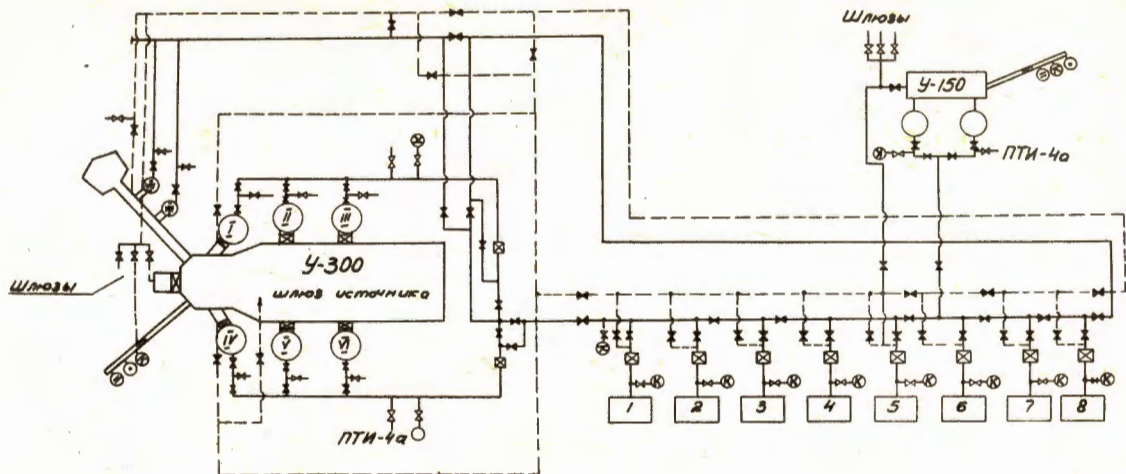 Шлюзы
У-150
ПТИ-4а
I
II
III
У-300
шлюз источника
Шлюзы
IV
V
VI
ПТИ-4а
К К К К К К К К
1 2 3 4 5 6 7 8